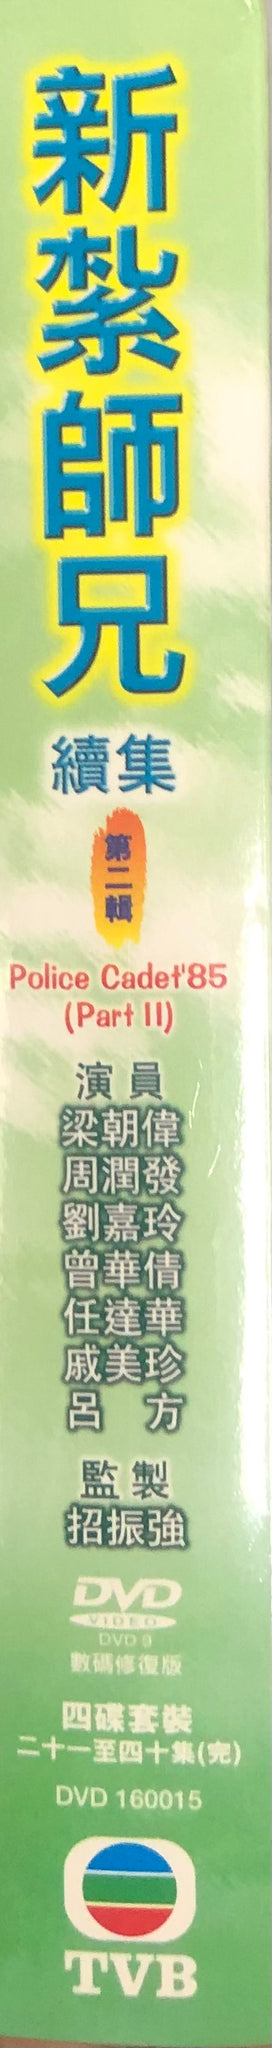 新紮師兄
續集
第二輯
Police Cadet'85
(Part II)
演員
梁朝偉
周潤發
劉嘉玲
曾華倩
任達華
戚美珍
呂 方
監製
招振強
DVD
VIDEO
DVD 9
數碼修復版
四碟套裝
二十一至四十集(完)
DVD 160015
TVB